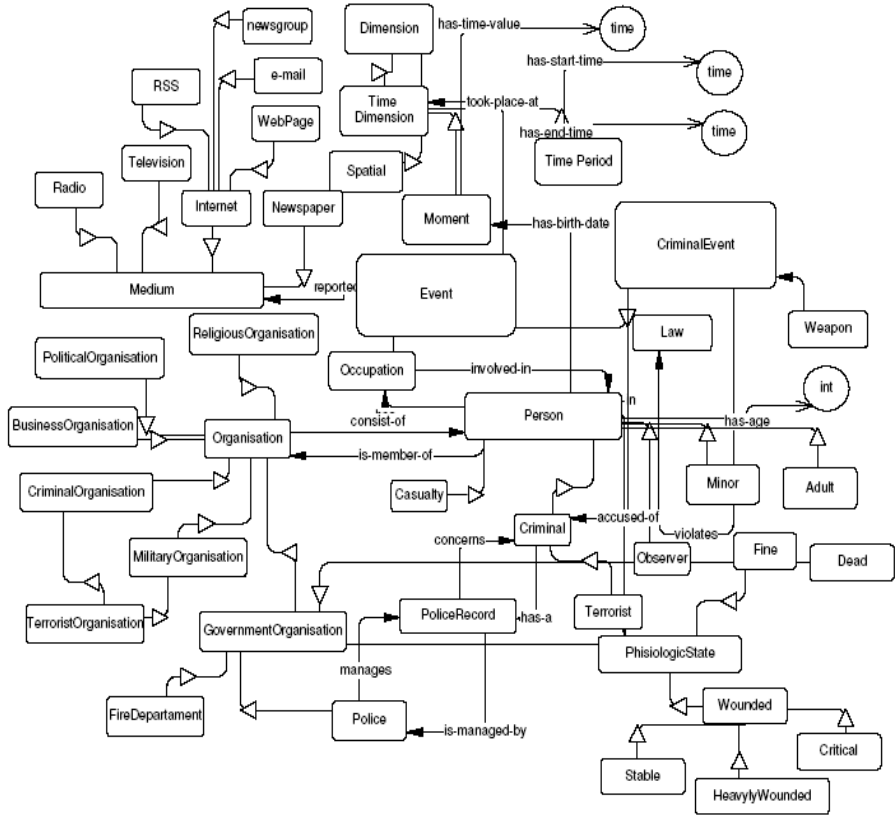 newsgroup
Dimension
has-time-value
time
RSS
e-mail
has-start-time
time
Time
Dimension
took-place-at
WebPage
has-end-time
time
Television
Time Period
Spatial
Radio
Internet
Newspaper
Moment
has-birth-date
CriminalEvent
Medium
reported
Event
ReligiousOrganisation
Law
Weapon
PoliticalOrganisation
Occupation
involved-in
int
in
BusinessOrganisation
Organisation
consist-of
Person
has-age
is-member-of
CriminalOrganisation
Casualty
Minor
Adult
MilitaryOrganisation
concerns
Criminal
accused-of
violates
Observer
Fine
Dead
TerroristOrganisation
GovernmentOrganisation
PoliceRecord
has-a
Terrorist
PhisiologicState
manages
FireDepartament
Police
is-managed-by
Wounded
Stable
HeavylyWounded
Critical